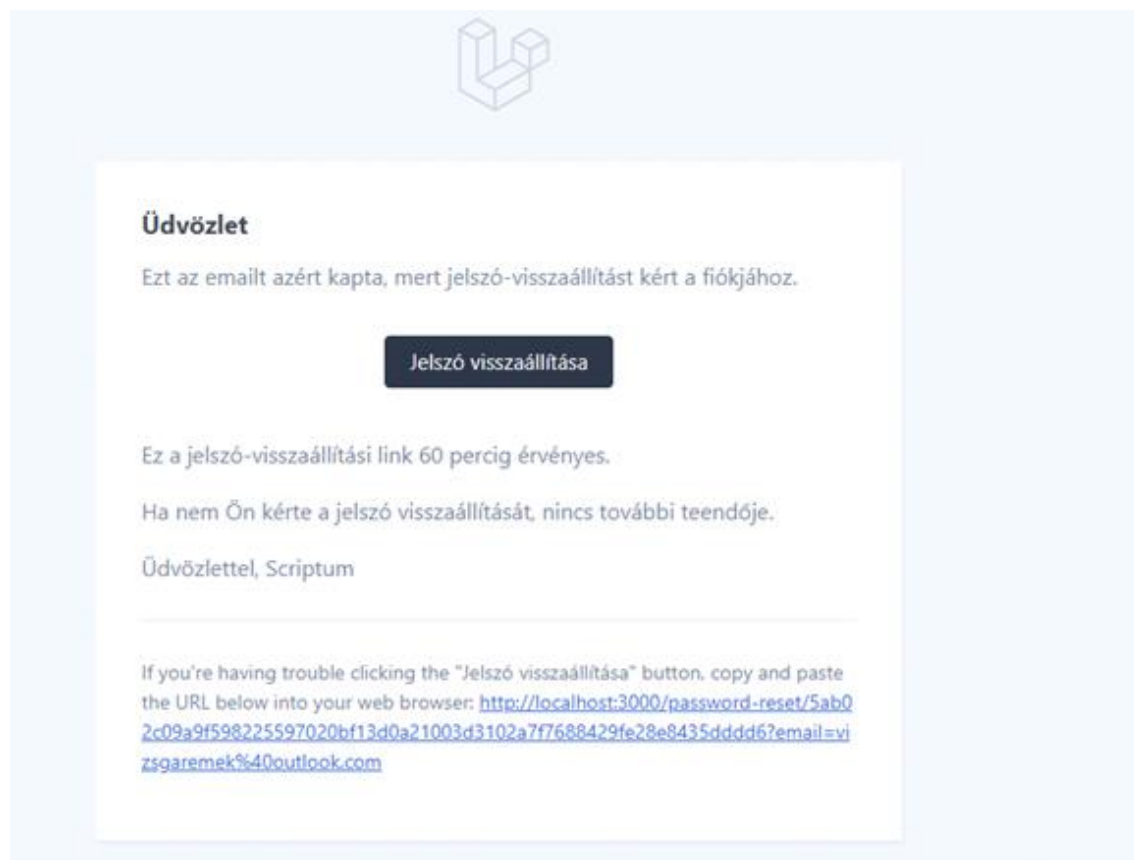 Üdvözlet
Ezt az emailt azért kapta, mert jelszó-visszaállítást kért a fiókjához.
Jelszó visszaállítása
Ez a jelszó-visszaállítási link 60 percig érvényes.
Ha nem Ön kérte a jelszó visszaállítását, nincs további teendője.
Üdvözlettel, Scriptum
If you're having trouble clicking the "Jelszó visszaállítása" button, copy and paste
the URL below into your web browser: http://localhost:3000/password-reset/5ab0
2c09a9f598225597020bf13d0a21003d3102a7f7688429fe28e8435dddd6?email=vi
zsgaremek%40outlook.com